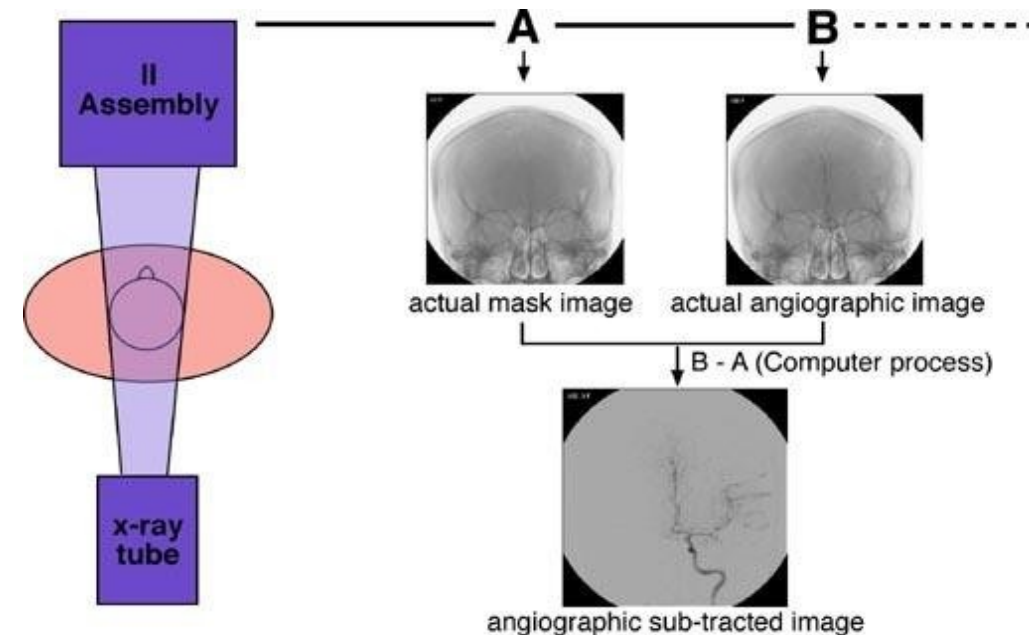 II
Assembly
x-ray
tube
A
B
actual mask image
actual angiographic image
B - A (Computer process)
angiographic sub-tracted image